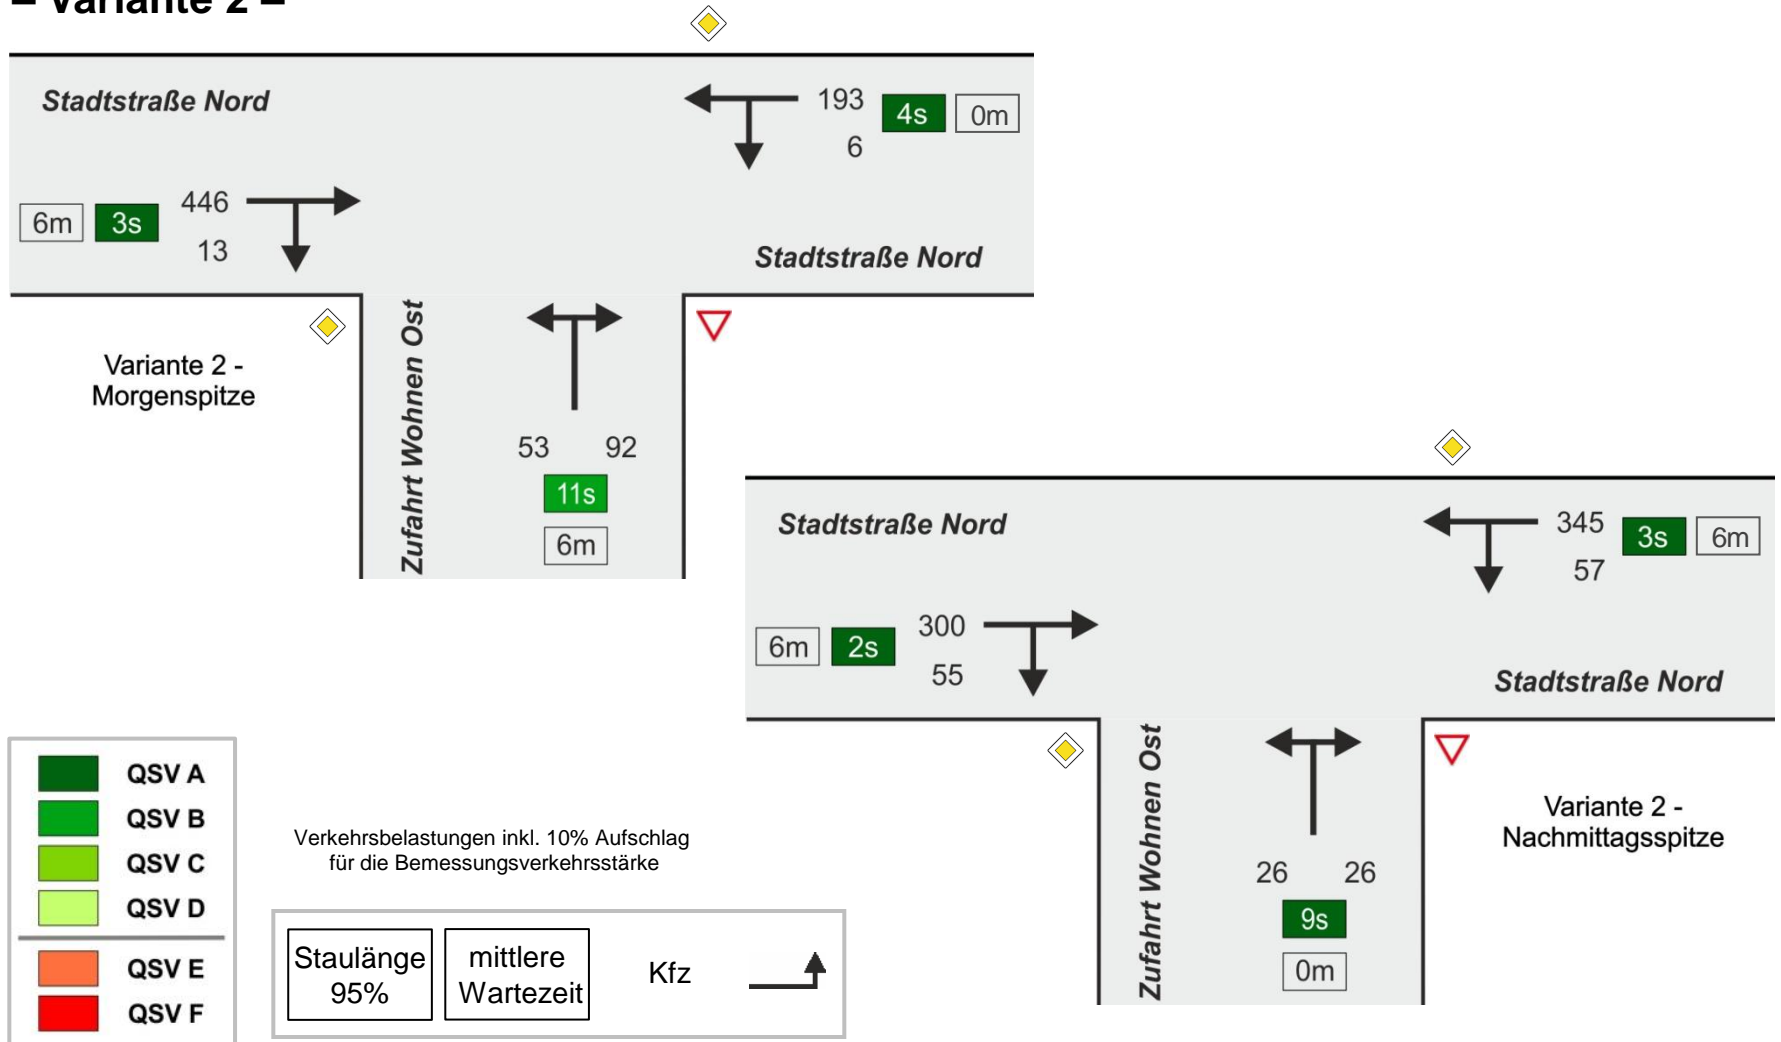 – Variante 2 –
Stadtstraße Nord
193
4s
0m
6
446
6m
3s
13
Stadtstraße Nord
Zufahrt Wohnen Ost
Variante 2 -
Morgenspitze
53 92
11s
6m
Stadtstraße Nord
345
3s
6m
57
300
6m
2s
55
Stadtstraße Nord
Zufahrt Wohnen Ost
Variante 2 -
Nachmittagsspitze
26 26
9s
0m
QSV A
QSV B
QSV C
QSV D
QSV E
QSV F
Verkehrsbelastungen inkl. 10% Aufschlag
für die Bemessungsverkehrsstärke
Staulänge
95%
mittlere
Wartezeit
Kfz